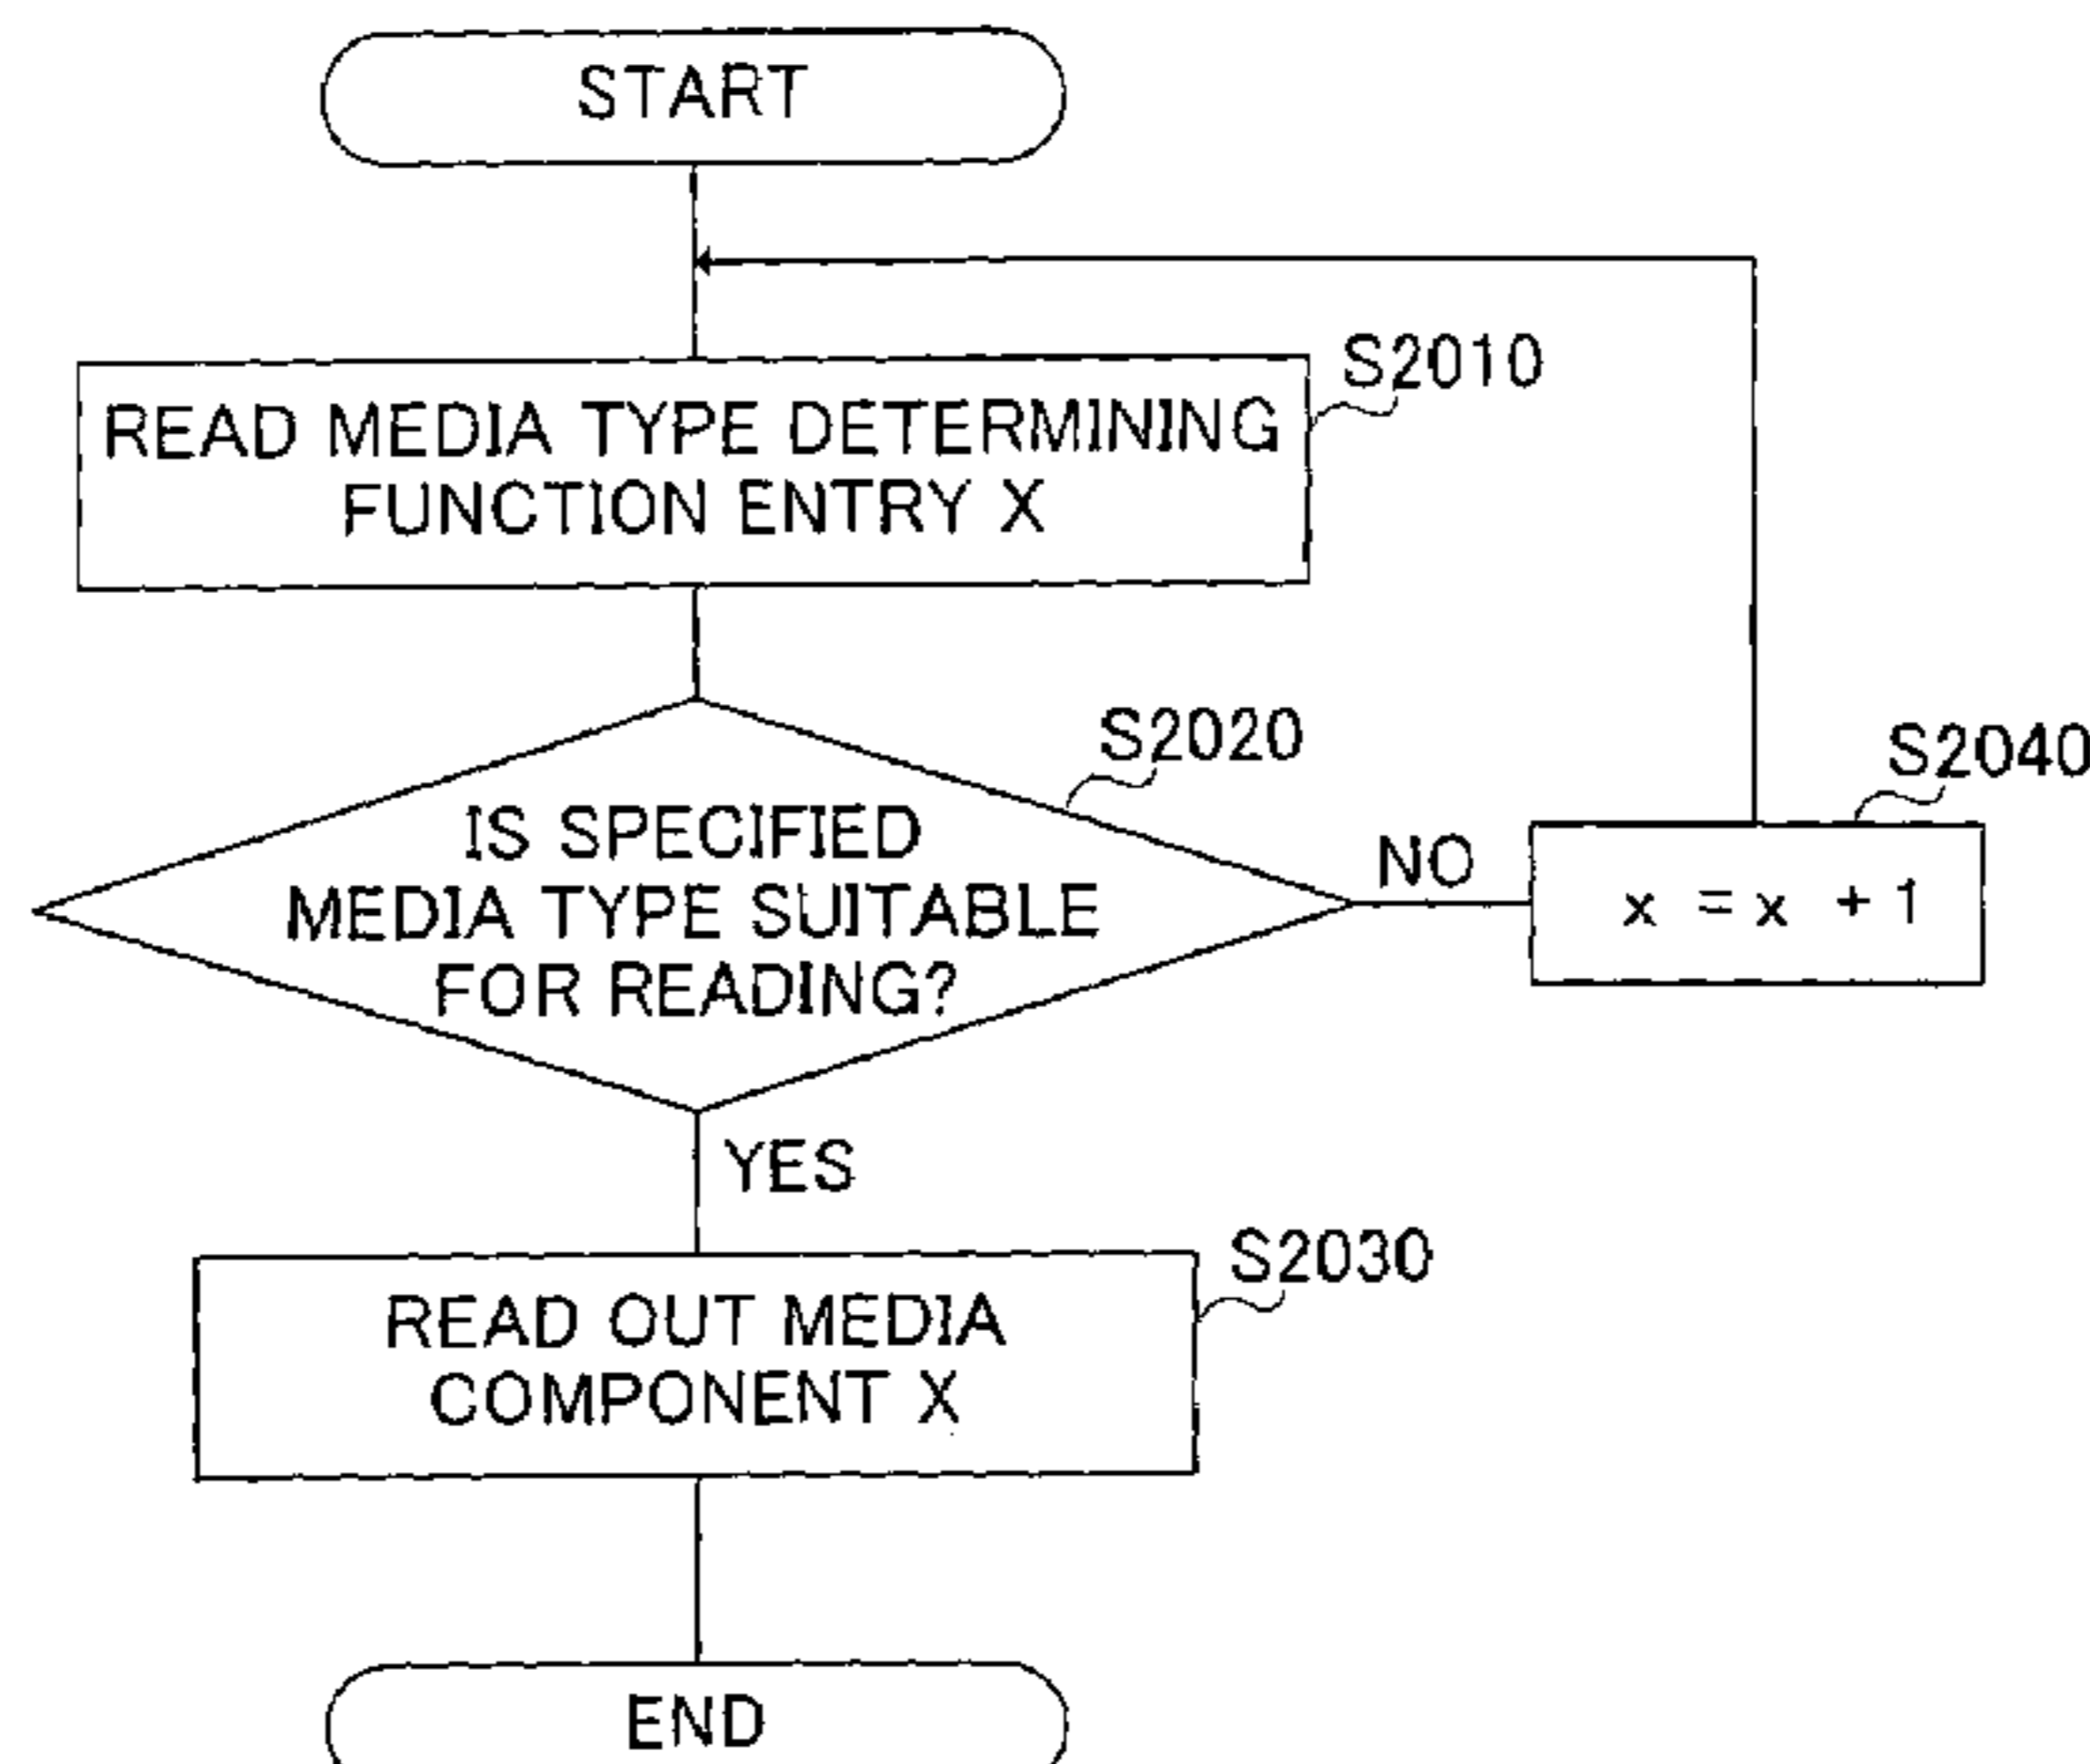 START
S2010
READ MEDIA TYPE DETERMINING
FUNCTION ENTRY X
S2020
S2040
IS SPECIFIED
MEDIA TYPE SUITABLE
FOR READING?
NO
x = x + 1
YES
S2030
READ OUT MEDIA
COMPONENT X
END